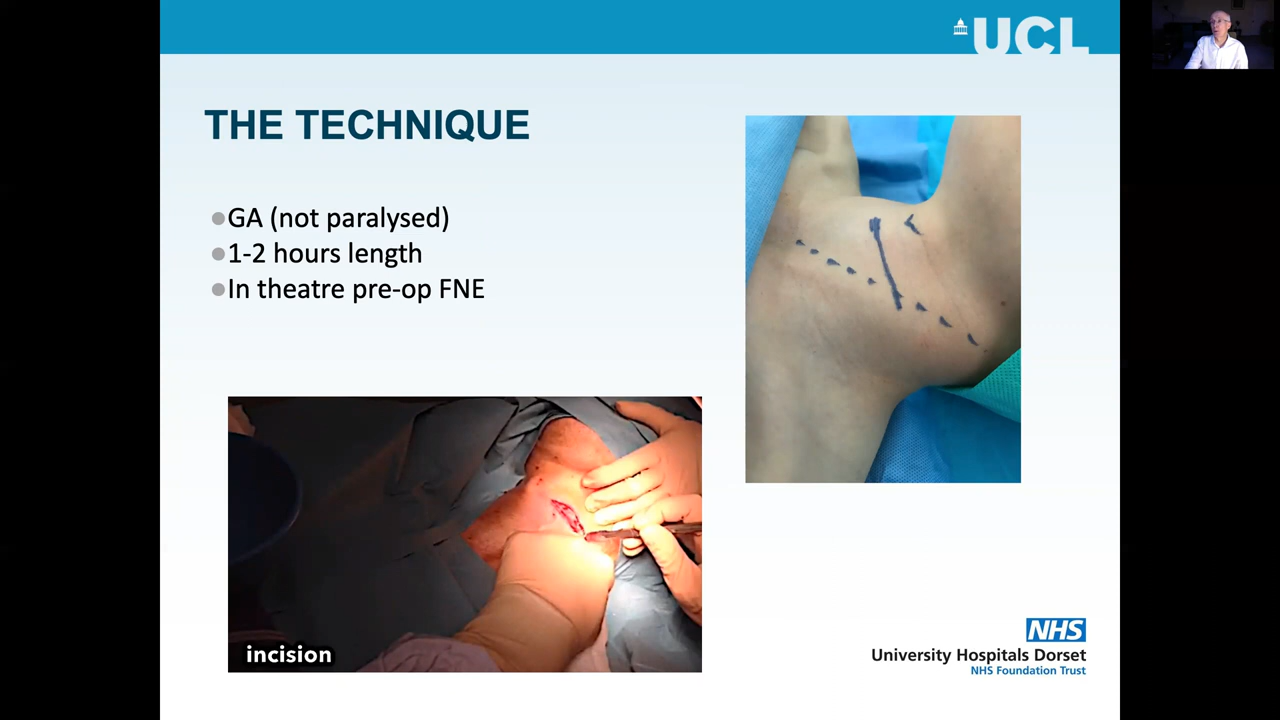 UCL
THE TECHNIQUE
GA (not paralysed)
1-2 hours length
In theatre pre-op FNE
incision
NHS
University Hospitals Dorset
NHS Foundation Trust